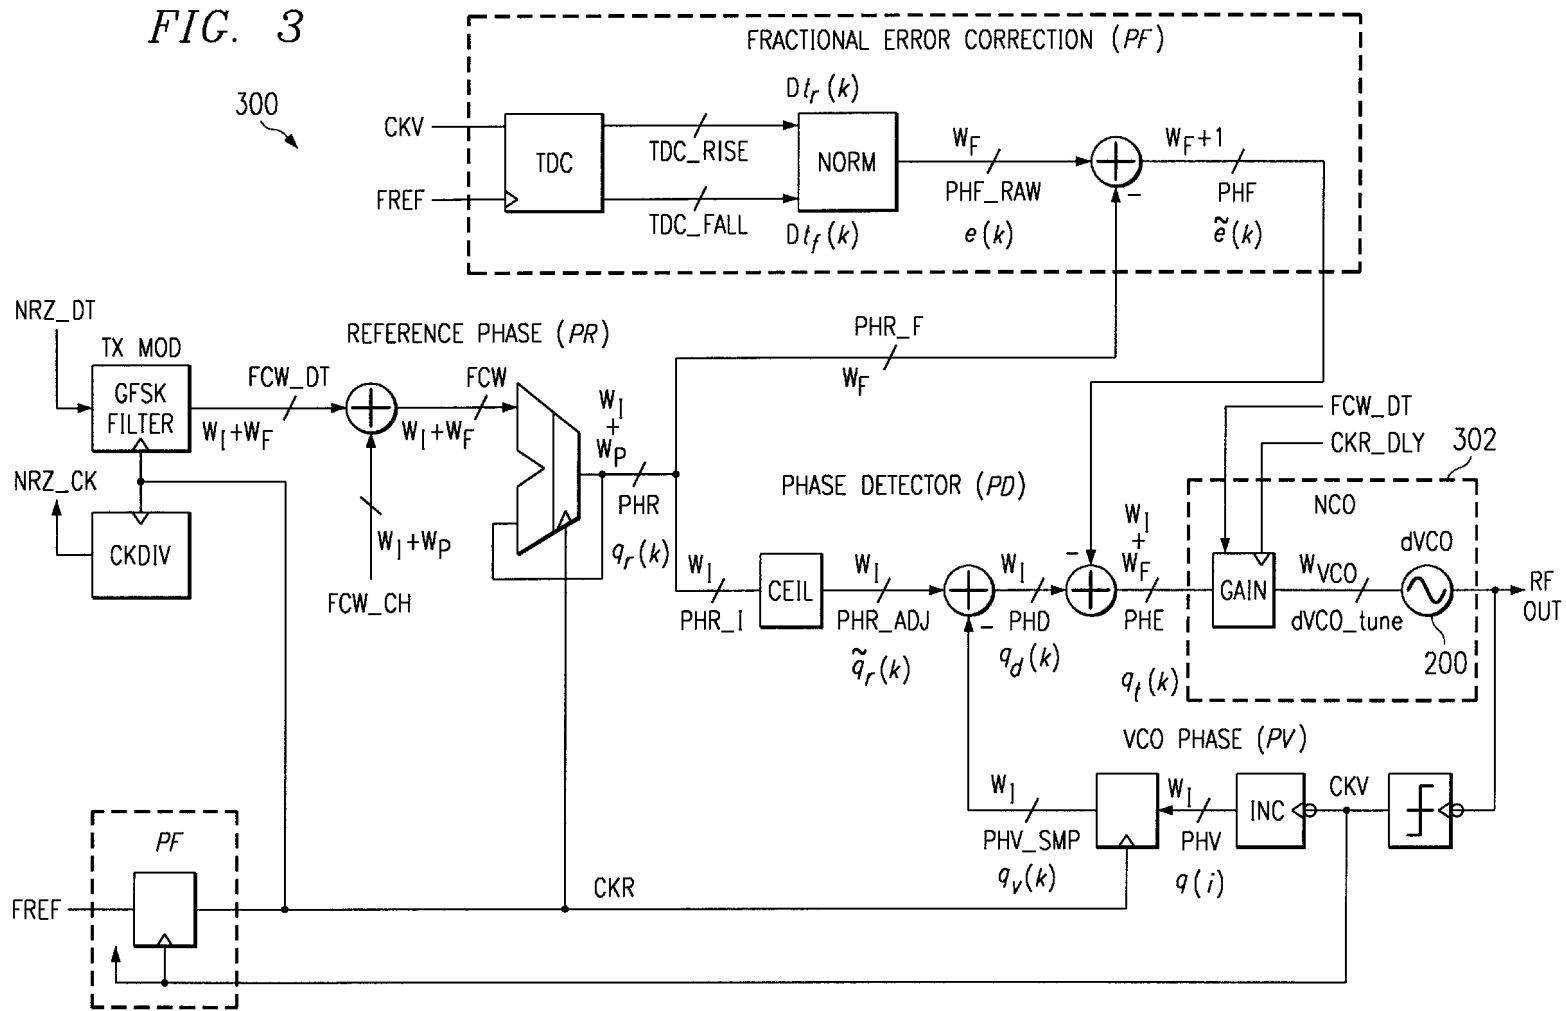 FIG. 3
300
FRACTIONAL ERROR CORRECTION (PF)
CKV
FREF
TDC
TDC_RISE
TDC_FALL
Dt_r(k)
NORM
Dt_f(k)
W_F
PHF_RAW
e(k)
-
W_F+1
PHF
ẽ(k)
NRZ_DT
TX MOD
GFSK
FILTER
FCW_DT
W_I+W_F
REFERENCE PHASE (PR)
FCW
W_I+W_F
W_I+W_P
FCW_CH
W_I
+
W_P
PHR
q_r(k)
PHR_F
W_F
NRZ_CK
CKDIV
PHASE DETECTOR (PD)
W_I
PHR_I
CEIL
W_I
PHR_ADJ
q̃_r(k)
-
W_I
PHD
q_d(k)
-
W_I
+
W_F
PHE
q_t(k)
FCW_DT
CKR_DLY
302
NCO
GAIN
W_VCO
dVCO_tune
dVCO
200
RF
OUT
VCO PHASE (PV)
W_I
PHV_SMP
q_v(k)
W_I
PHV
q(i)
INC
CKV
PF
FREF
CKR